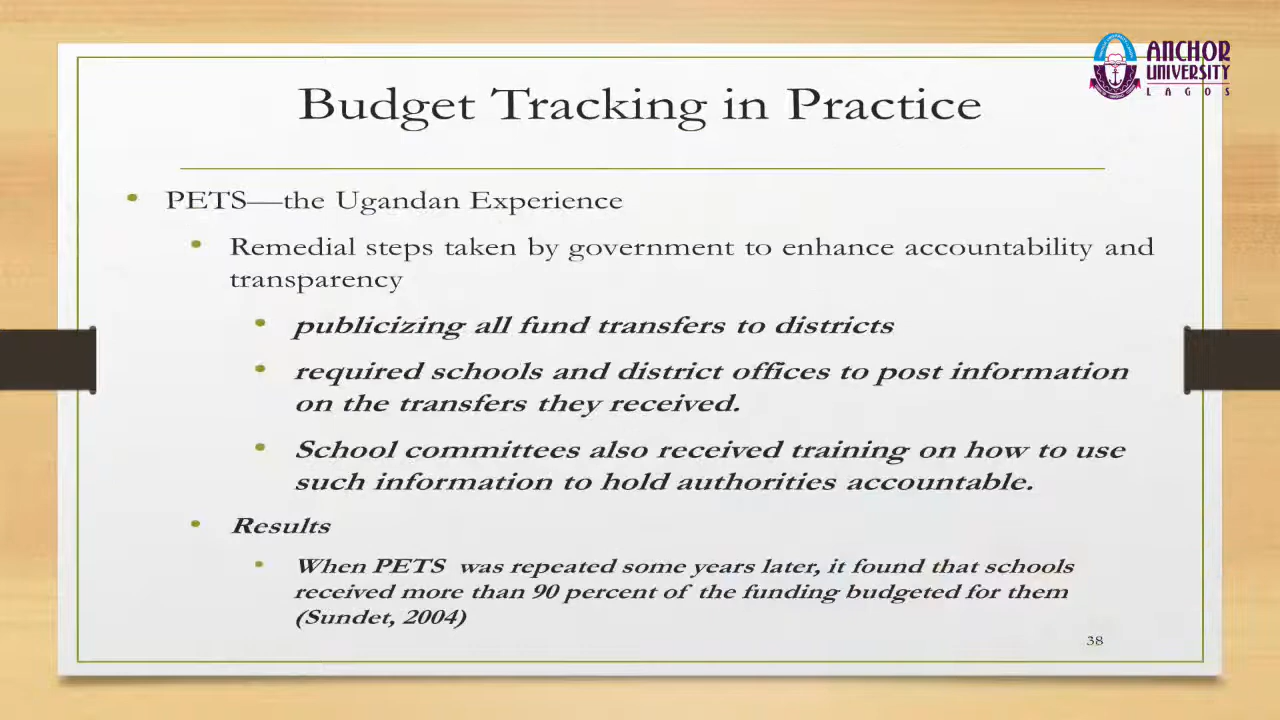 ANCHOR
UNIVERSITY
LAGOS
Budget Tracking in Practice
• PETS—the Ugandan Experience
• Remedial steps taken by government to enhance accountability and
transparency
• publicizing all fund transfers to districts
• required schools and district offices to post information
on the transfers they received.
• School committees also received training on how to use
such information to hold authorities accountable.
• Results
• When PETS was repeated some years later, it found that schools
received more than 90 percent of the funding budgeted for them
(Sundet, 2004)
38